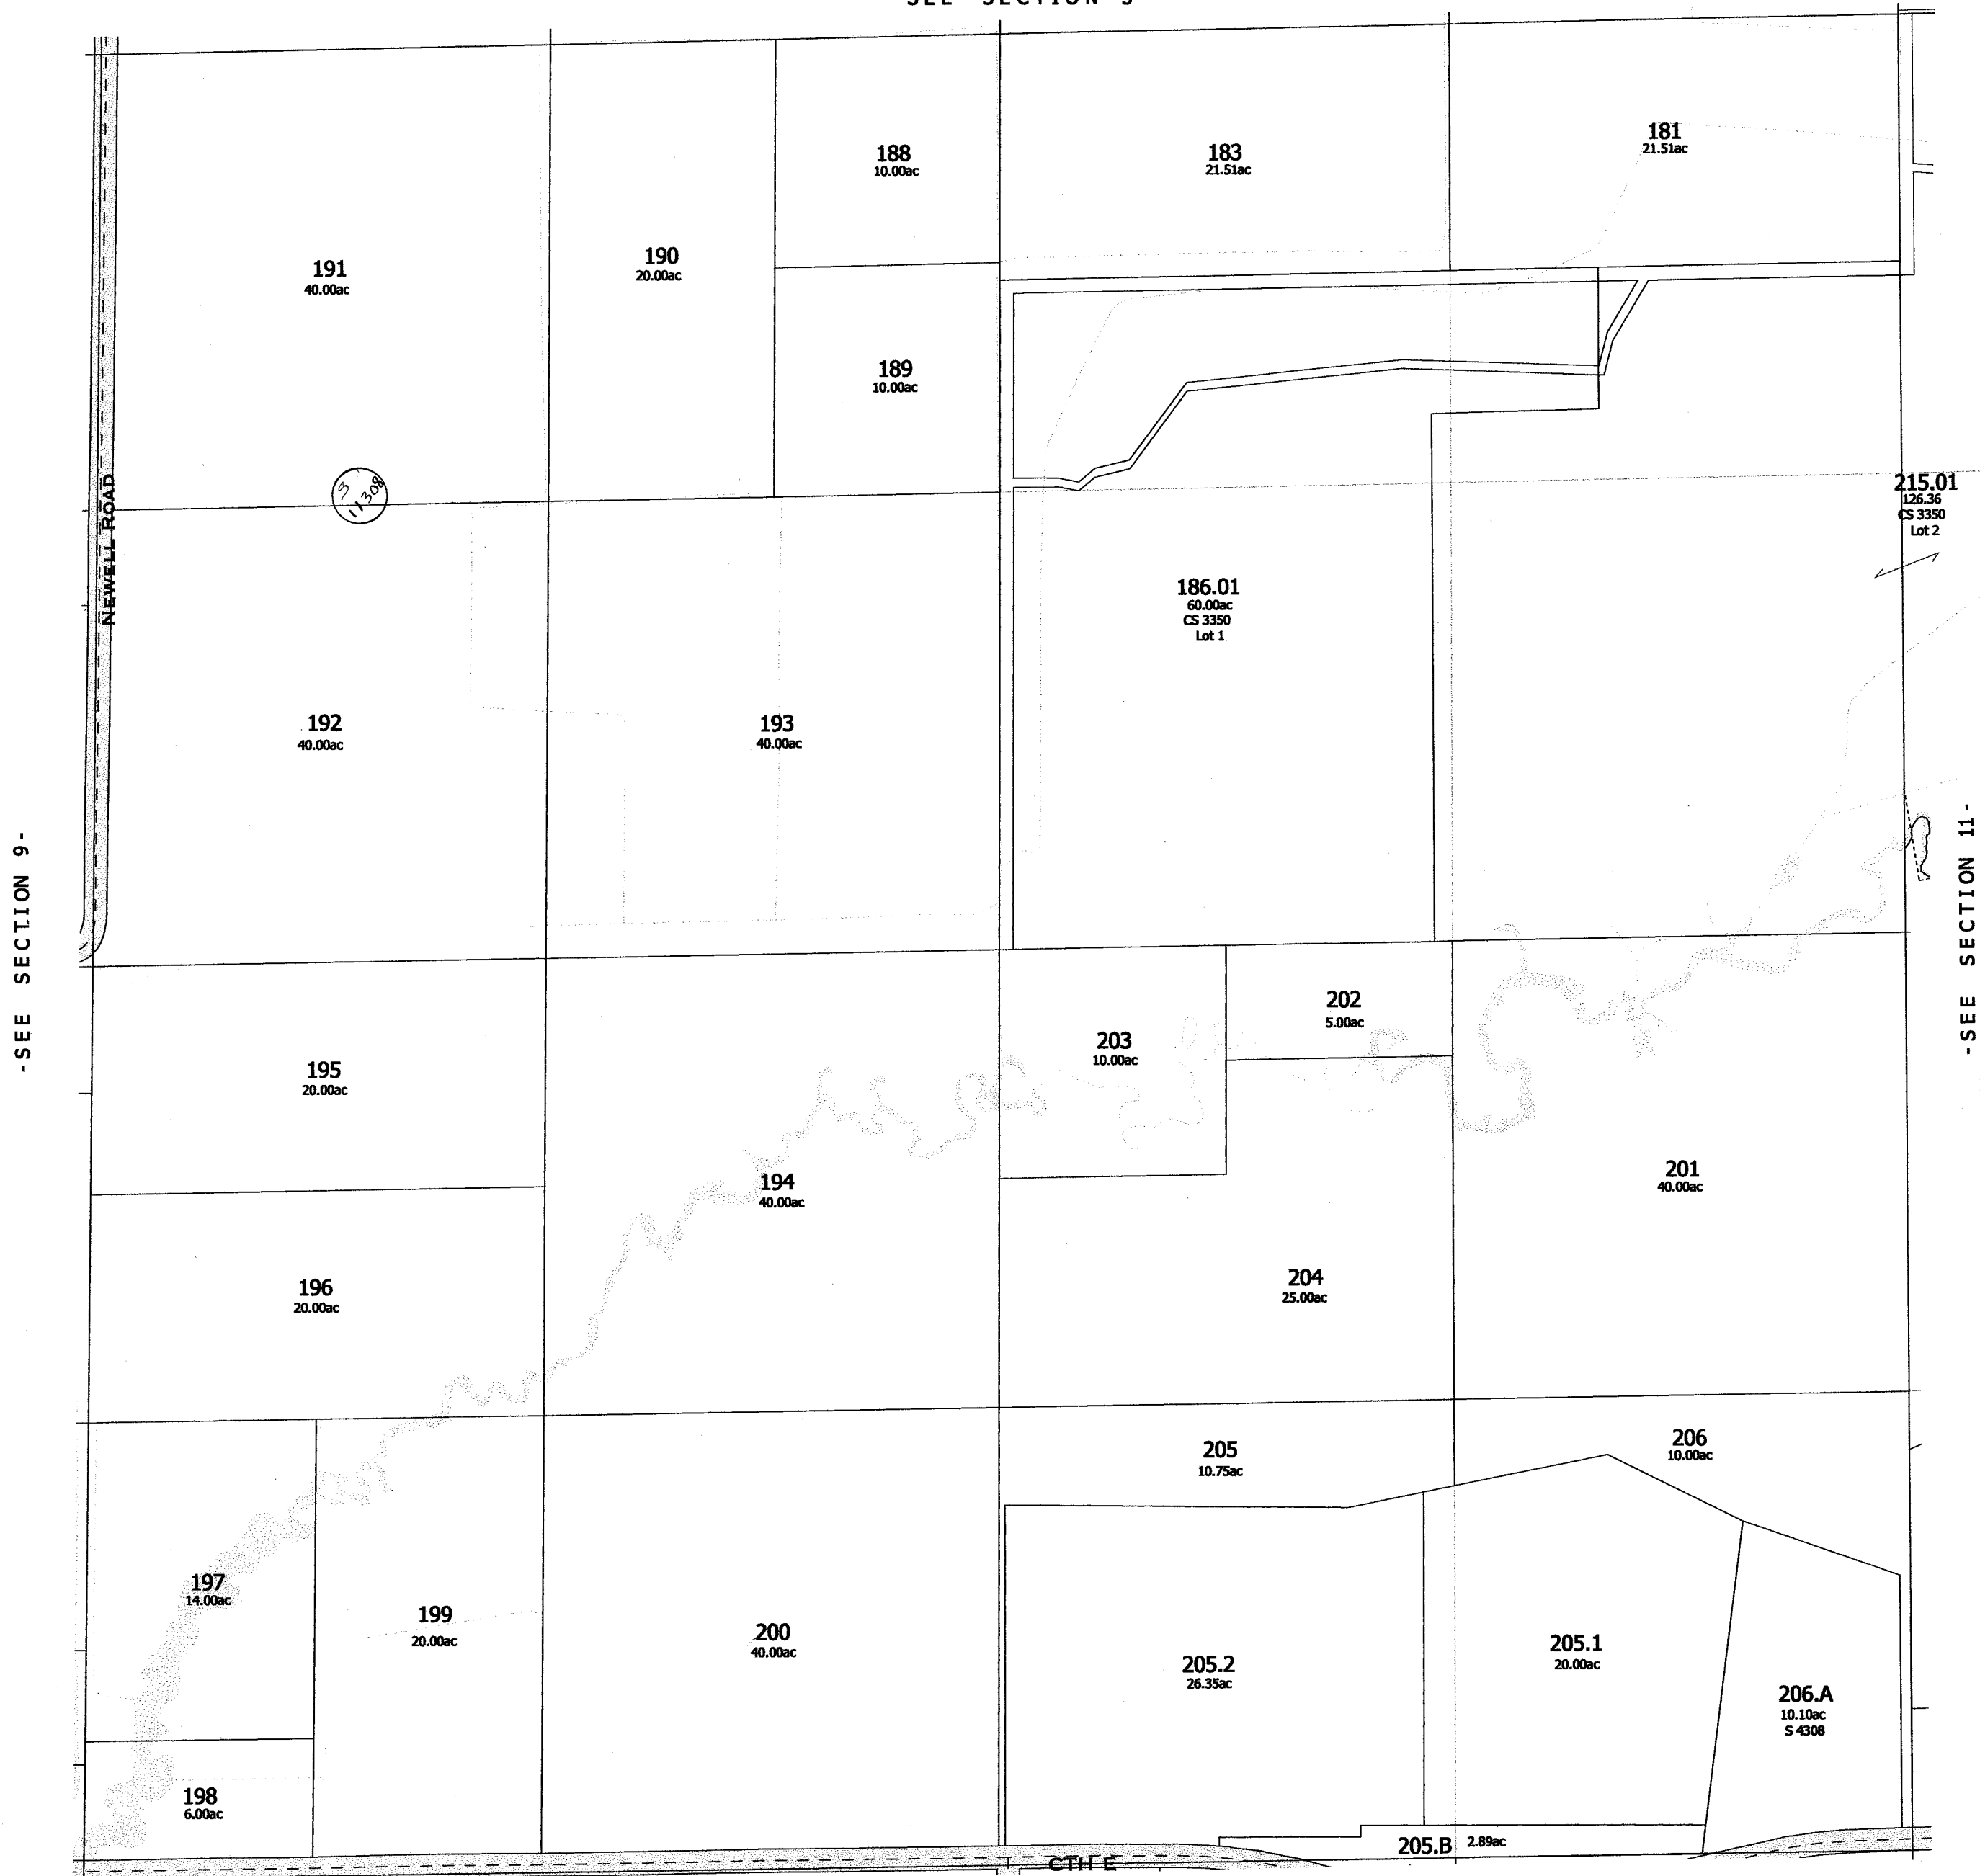 188
10.00ac
183
21.51ac
181
21.51ac
191
40.00ac
190
20.00ac
189
10.00ac
NEWELL ROAD
3
11308
215.01
126.36
CS 3350
Lot 2
186.01
60.00ac
CS 3350
Lot 1
192
40.00ac
193
40.00ac
-SEE SECTION 9-
-SEE SECTION 11-
203
10.00ac
202
5.00ac
195
20.00ac
194
40.00ac
201
40.00ac
196
20.00ac
204
25.00ac
205
10.75ac
206
10.00ac
197
14.00ac
199
20.00ac
200
40.00ac
205.2
26.35ac
205.1
20.00ac
206.A
10.10ac
S 4308
198
6.00ac
205.B 2.89ac
CTH E